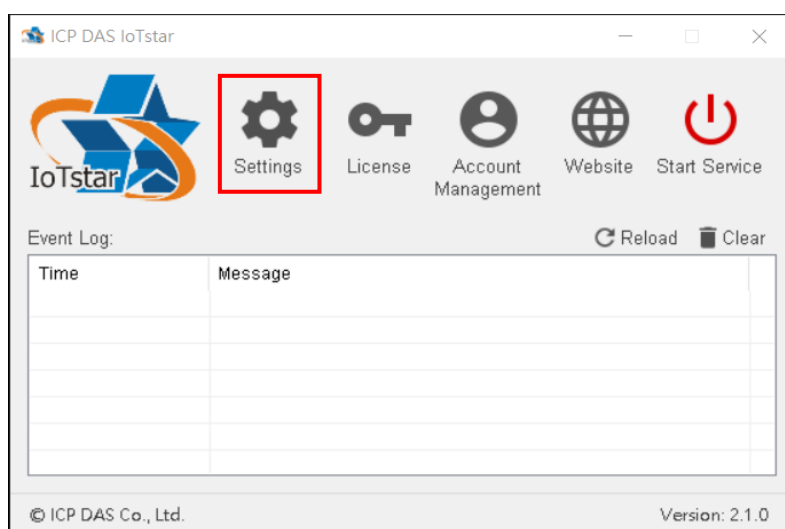 ICP DAS IoTstar
IoTstar
Settings
License
Account
Management
Website
Start Service
Event Log:
Reload
Clear
Time
Message
© ICP DAS Co., Ltd.
Version: 2.1.0